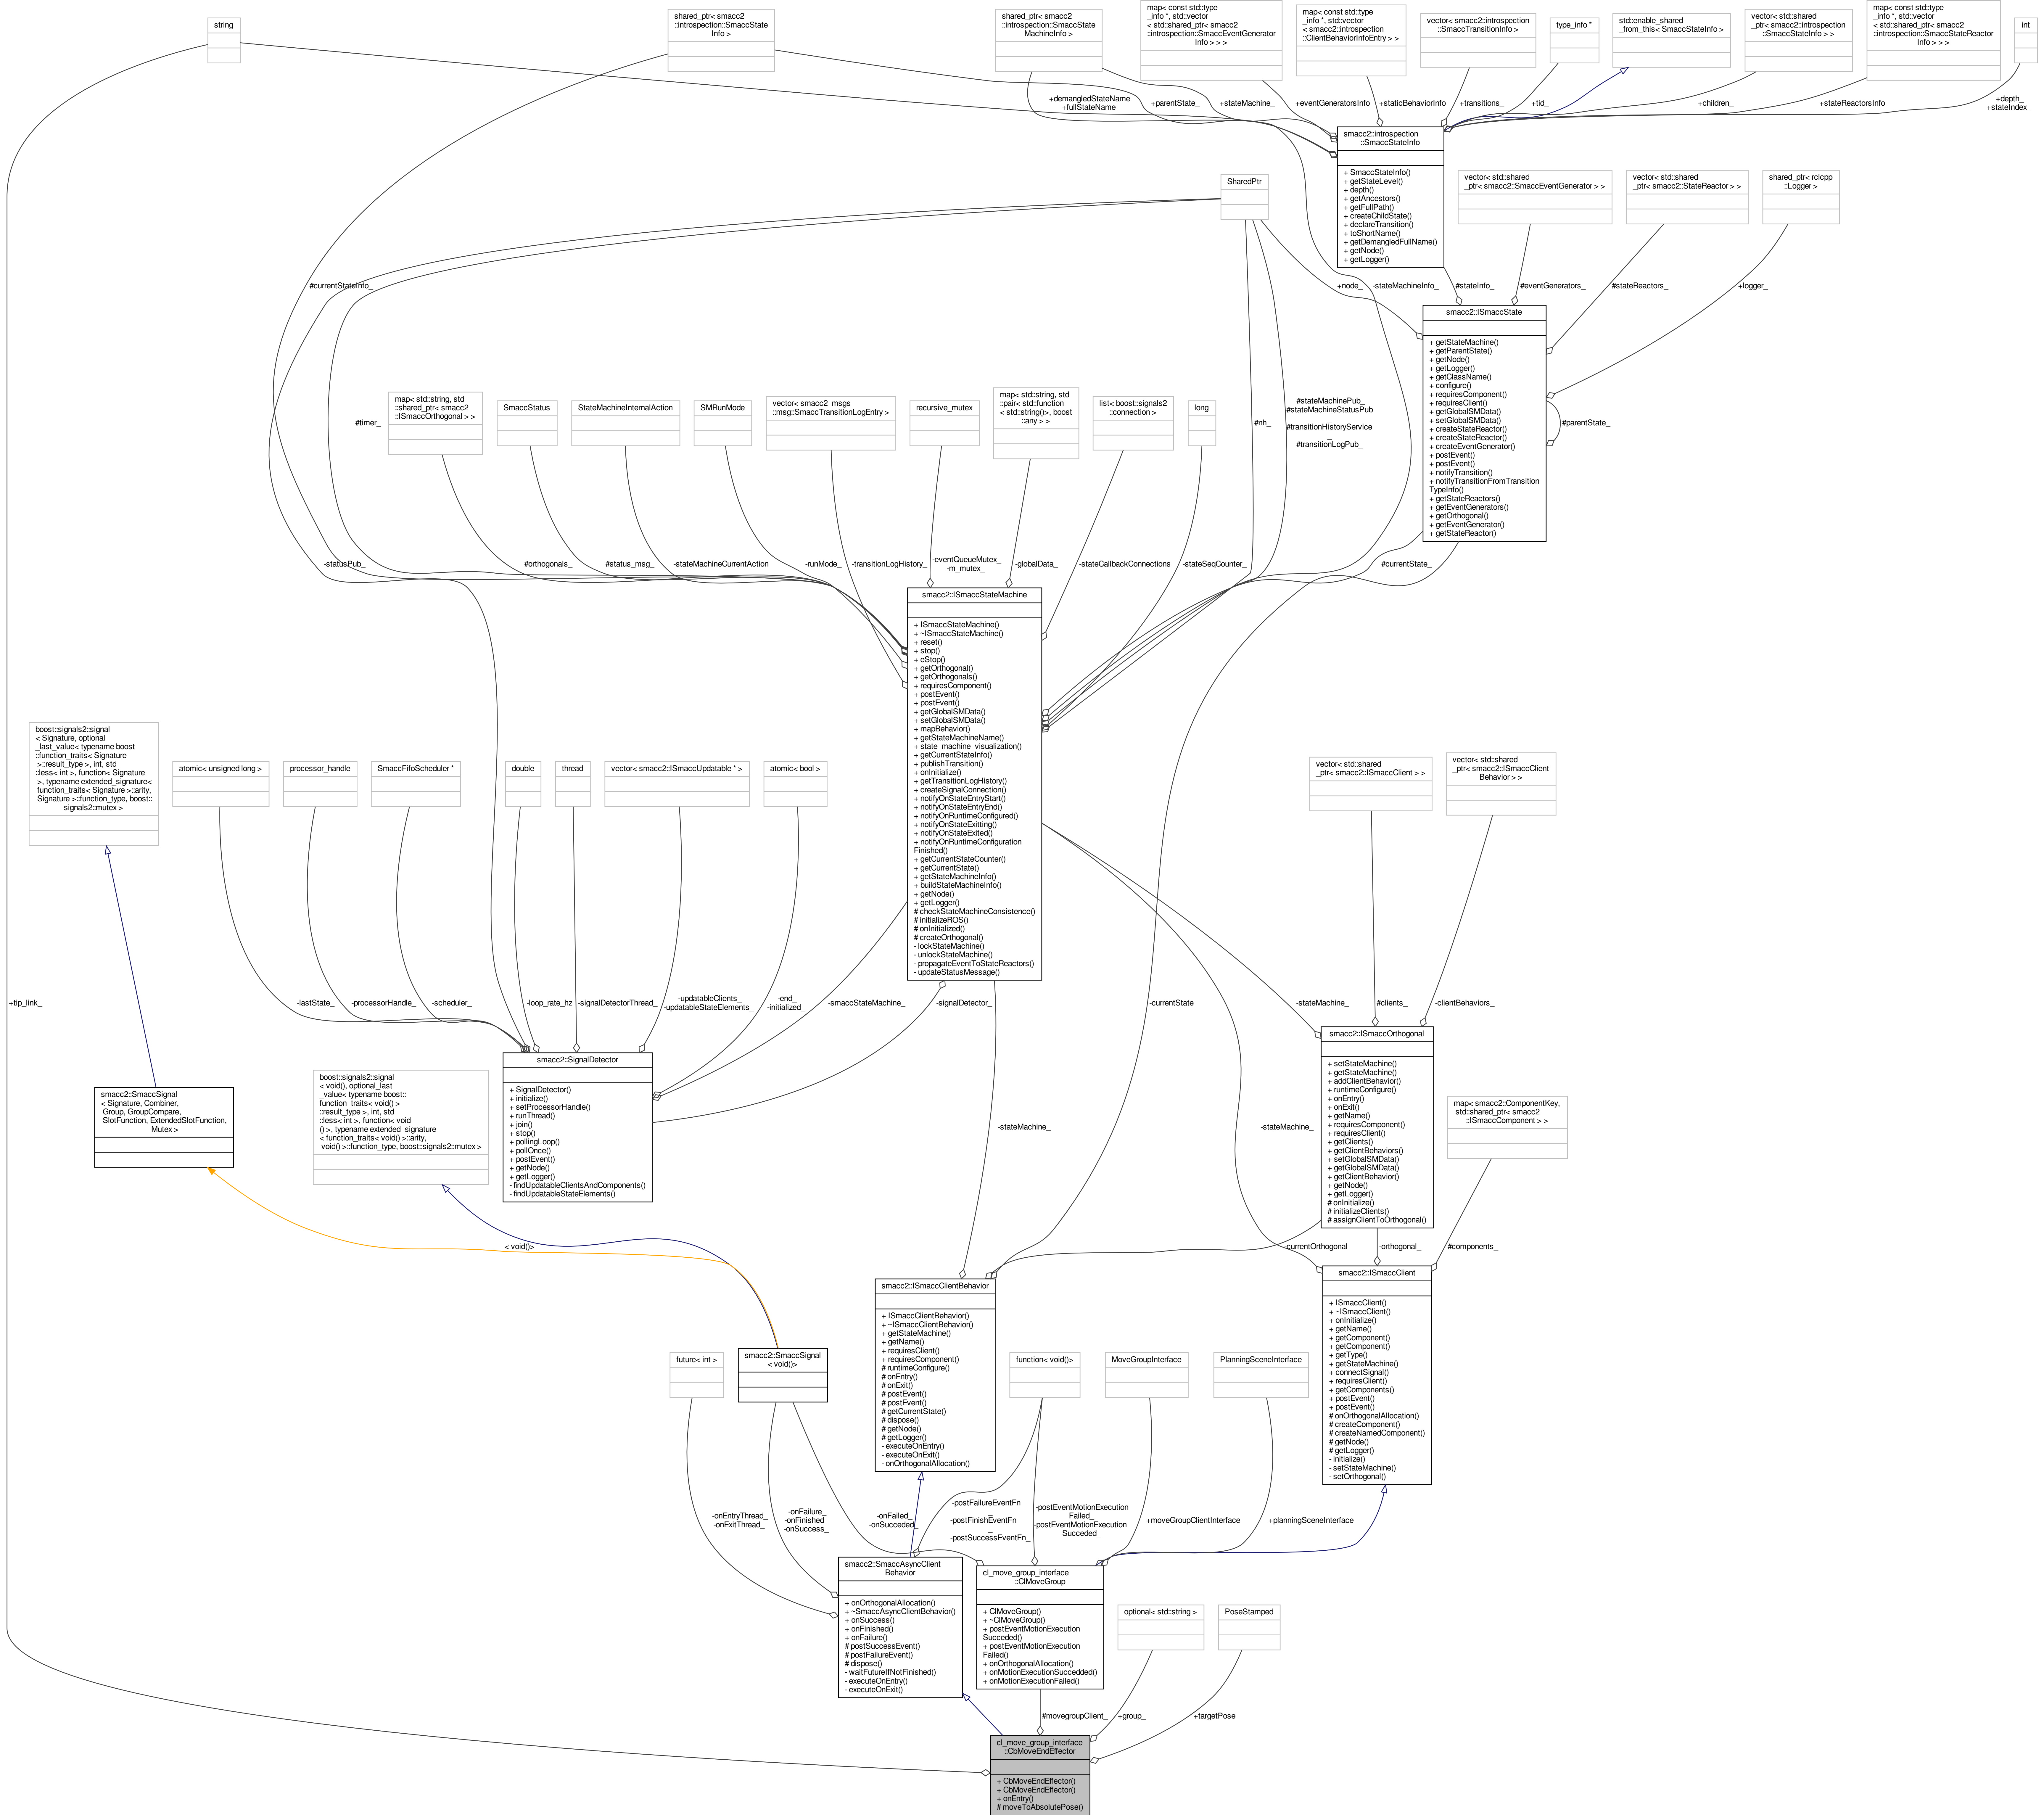 string
shared_ptr< smacc2
::introspection::SmaccState
Info >
shared_ptr< smacc2
::introspection::SmaccState
MachineInfo >
map< const std::type
_info *, std::vector
< std::shared_ptr< smacc2
::introspection::SmaccEventGenerator
Info > > >
map< const std::type
_info *, std::vector
< smacc2::introspection
::ClientBehaviorInfoEntry > >
vector< smacc2::introspection
::SmaccTransitionInfo >
type_info *
std::enable_shared
_from_this< SmaccStateInfo >
vector< std::shared
_ptr< smacc2::introspection
::SmaccStateInfo > >
map< const std::type
_info *, std::vector
< std::shared_ptr< smacc2
::introspection::SmaccStateReactor
Info > > >
int
+demangledStateName
+fullStateName
+parentState_
+stateMachine_
+eventGeneratorsInfo
+staticBehaviorInfo
+transitions_
+tid_
+children_
+stateReactorsInfo
+depth_
+stateIndex_
smacc2::introspection
::SmaccStateInfo
+ SmaccStateInfo()
+ getStateLevel()
+ depth()
+ getAncestors()
+ getFullPath()
+ createChildState()
+ declareTransition()
+ toShortName()
+ getDemangledFullName()
+ getNode()
+ getLogger()
SharedPtr
vector< std::shared
_ptr< smacc2::SmaccEventGenerator > >
vector< std::shared
_ptr< smacc2::StateReactor > >
shared_ptr< rclcpp
::Logger >
#currentStateInfo_
+node_
-stateMachineInfo_
#stateInfo_
#eventGenerators_
#stateReactors_
+logger_
smacc2::ISmaccState
+ getStateMachine()
+ getParentState()
+ getNode()
+ getLogger()
+ getClassName()
+ configure()
+ requiresComponent()
+ requiresClient()
+ getGlobalSMData()
+ setGlobalSMData()
+ createStateReactor()
+ createStateReactor()
+ createEventGenerator()
+ postEvent()
+ postEvent()
+ notifyTransition()
+ notifyTransitionFromTransition
TypeInfo()
+ getStateReactors()
+ getEventGenerators()
+ getOrthogonal()
+ getEventGenerator()
+ getStateReactor()
#parentState_
map< std::string, std
::shared_ptr< smacc2
::ISmaccOrthogonal > >
SmaccStatus
StateMachineInternalAction
SMRunMode
vector< smacc2_msgs
::msg::SmaccTransitionLogEntry >
recursive_mutex
map< std::string, std
::pair< std::function
< std::string()>, boost
::any > >
list< boost::signals2
::connection >
long
#timer_
#nh_
#stateMachinePub_
#stateMachineStatusPub
_
#transitionHistoryService
_
#transitionLogPub_
-statusPub_
#orthogonals_
#status_msg_
-stateMachineCurrentAction
-runMode_
-transitionLogHistory_
-eventQueueMutex_
-m_mutex_
-globalData_
-stateCallbackConnections
-stateSeqCounter_
#currentState_
smacc2::ISmaccStateMachine
+ ISmaccStateMachine()
+ ~ISmaccStateMachine()
+ reset()
+ stop()
+ eStop()
+ getOrthogonal()
+ getOrthogonals()
+ requiresComponent()
+ postEvent()
+ postEvent()
+ getGlobalSMData()
+ setGlobalSMData()
+ mapBehavior()
+ getStateMachineName()
+ state_machine_visualization()
+ getCurrentStateInfo()
+ publishTransition()
+ onInitialize()
+ getTransitionLogHistory()
+ createSignalConnection()
+ notifyOnStateEntryStart()
+ notifyOnStateEntryEnd()
+ notifyOnRuntimeConfigured()
+ notifyOnStateExitting()
+ notifyOnStateExited()
+ notifyOnRuntimeConfiguration
Finished()
+ getCurrentStateCounter()
+ getCurrentState()
+ getStateMachineInfo()
+ buildStateMachineInfo()
+ getNode()
+ getLogger()
# checkStateMachineConsistence()
# initializeROS()
# onInitialized()
# createOrthogonal()
- lockStateMachine()
- unlockStateMachine()
- propagateEventToStateReactors()
- updateStatusMessage()
boost::signals2::signal
< Signature, optional
_last_value< typename boost
::function_traits< Signature
>::result_type >, int, std
::less< int >, function< Signature
>, typename extended_signature<
function_traits< Signature >::arity,
Signature >::function_type, boost::
signals2::mutex >
atomic< unsigned long >
processor_handle
SmaccFifoScheduler *
double
thread
vector< smacc2::ISmaccUpdatable * >
atomic< bool >
vector< std::shared
_ptr< smacc2::ISmaccClient > >
vector< std::shared
_ptr< smacc2::ISmaccClient
Behavior > >
+tip_link_
-lastState_
-processorHandle_
-scheduler_
-loop_rate_hz
-signalDetectorThread_
-updatableClients_
-updatableStateElements_
-end_
-initialized_
-smaccStateMachine_
-signalDetector_
-currentState
-stateMachine_
#clients_
-clientBehaviors_
smacc2::SignalDetector
+ SignalDetector()
+ initialize()
+ setProcessorHandle()
+ runThread()
+ join()
+ stop()
+ pollingLoop()
+ pollOnce()
+ postEvent()
+ getNode()
+ getLogger()
- findUpdatableClientsAndComponents()
- findUpdatableStateElements()
smacc2::ISmaccOrthogonal
+ setStateMachine()
+ getStateMachine()
+ addClientBehavior()
+ runtimeConfigure()
+ onEntry()
+ onExit()
+ getName()
+ requiresComponent()
+ requiresClient()
+ getClients()
+ getClientBehaviors()
+ setGlobalSMData()
+ getGlobalSMData()
+ getClientBehavior()
+ getNode()
+ getLogger()
# onInitialize()
# initializeClients()
# assignClientToOrthogonal()
smacc2::SmaccSignal
< Signature, Combiner,
Group, GroupCompare,
SlotFunction, ExtendedSlotFunction,
Mutex >
boost::signals2::signal
< void(), optional_last
_value< typename boost::
function_traits< void() >
::result_type >, int, std
::less< int >, function< void
() >, typename extended_signature
< function_traits< void() >::arity,
void() >::function_type, boost::signals2::mutex >
map< smacc2::ComponentKey,
std::shared_ptr< smacc2
::ISmaccComponent > >
-stateMachine_
-stateMachine_
< void()>
-currentOrthogonal
-orthogonal_
#components_
smacc2::ISmaccClientBehavior
+ ISmaccClientBehavior()
+ ~ISmaccClientBehavior()
+ getStateMachine()
+ getName()
+ requiresClient()
+ requiresComponent()
# runtimeConfigure()
# onEntry()
# onExit()
# postEvent()
# postEvent()
# getCurrentState()
# dispose()
# getNode()
# getLogger()
- executeOnEntry()
- executeOnExit()
- onOrthogonalAllocation()
smacc2::ISmaccClient
+ ISmaccClient()
+ ~ISmaccClient()
+ onInitialize()
+ getName()
+ getComponent()
+ getComponent()
+ getType()
+ getStateMachine()
+ connectSignal()
+ requiresClient()
+ getComponents()
+ postEvent()
+ postEvent()
# onOrthogonalAllocation()
# createComponent()
# createNamedComponent()
# getNode()
# getLogger()
- initialize()
- setStateMachine()
- setOrthogonal()
future< int >
smacc2::SmaccSignal
< void()>
function< void()>
MoveGroupInterface
PlanningSceneInterface
-onEntryThread_
-onExitThread_
-onFailure_
-onFinished_
-onSuccess_
-onFailed_
-onSucceded_
-postFailureEventFn
_
-postFinishEventFn
_
-postSuccessEventFn_
-postEventMotionExecution
Failed_
-postEventMotionExecution
Succeded_
+moveGroupClientInterface
+planningSceneInterface
smacc2::SmaccAsyncClient
Behavior
+ onOrthogonalAllocation()
+ ~SmaccAsyncClientBehavior()
+ onSuccess()
+ onFinished()
+ onFailure()
# postSuccessEvent()
# postFailureEvent()
# dispose()
- waitFutureIfNotFinished()
- executeOnEntry()
- executeOnExit()
cl_move_group_interface
::ClMoveGroup
+ ClMoveGroup()
+ ~ClMoveGroup()
+ postEventMotionExecution
Succeded()
+ postEventMotionExecution
Failed()
+ onOrthogonalAllocation()
+ onMotionExecutionSuccedded()
+ onMotionExecutionFailed()
optional< std::string >
PoseStamped
#movegroupClient_
+group_
+targetPose
cl_move_group_interface
::CbMoveEndEffector
+ CbMoveEndEffector()
+ CbMoveEndEffector()
+ onEntry()
# moveToAbsolutePose()